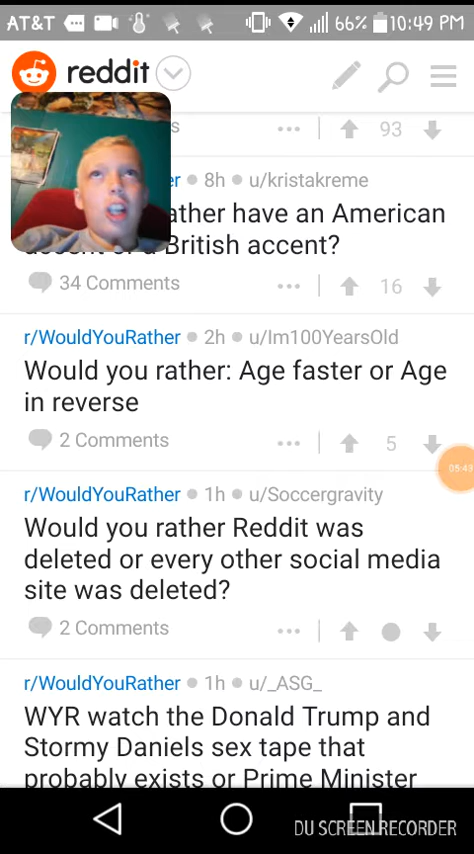 AT&T 66% 10:49 PM
reddit
s
93
er • 8h • u/kristakreme
ather have an American
British accent?
34 Comments
16
r/WouldYouRather • 2h • u/Im100YearsOld
Would you rather: Age faster or Age
in reverse
2 Comments
5
05:43
r/WouldYouRather • 1h • u/Soccergravity
Would you rather Reddit was
deleted or every other social media
site was deleted?
2 Comments
r/WouldYouRather • 1h • u/_ASG_
WYR watch the Donald Trump and
Stormy Daniels sex tape that
probably exists or Prime Minister
DU SCREEN RECORDER